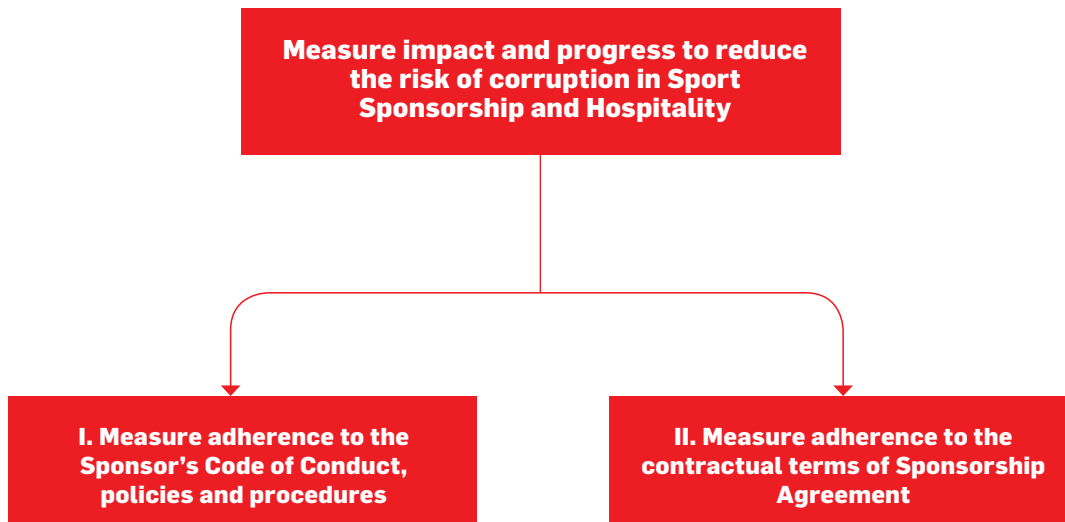 Measure impact and progress to reduce
the risk of corruption in Sport
Sponsorship and Hospitality
I. Measure adherence to the
Sponsor’s Code of Conduct,
policies and procedures
II. Measure adherence to the
contractual terms of Sponsorship
Agreement